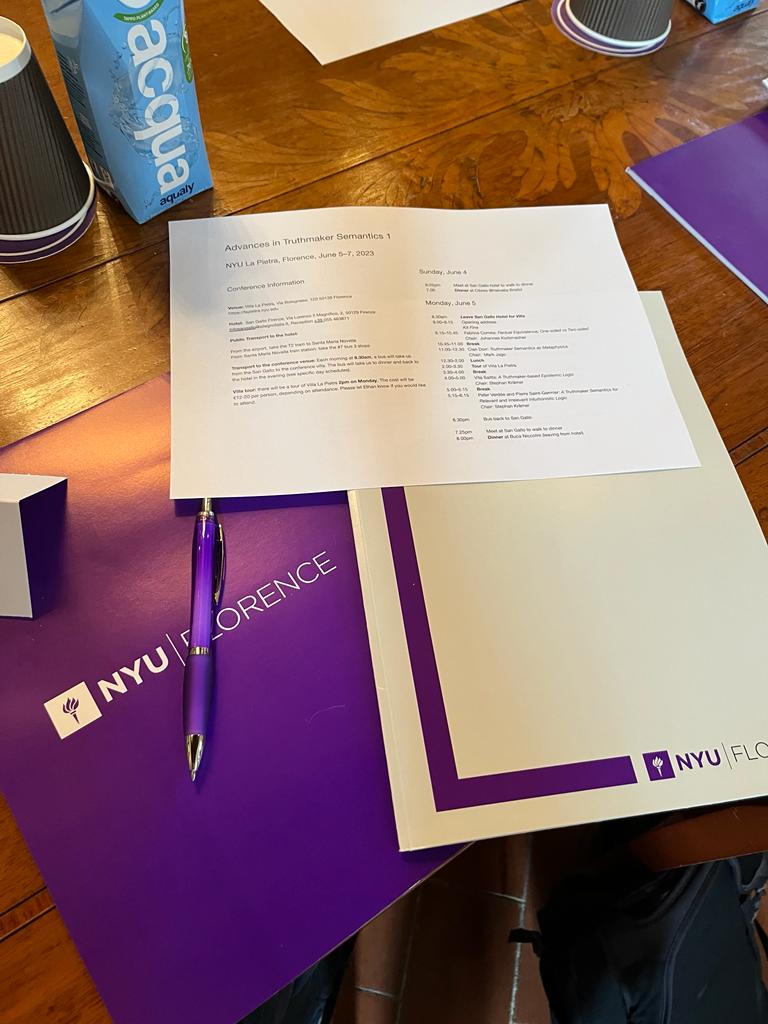 TAPPO PLANT-BASED
acqua
aqualy
aqualy
Advances in Truthmaker Semantics 1
NYU La Pietra, Florence, June 5–7, 2023
Conference Information
Venue: Villa La Pietra, Via Bolognese, 120 50139 Florence
Hotel: San Gallo Firenze, Via Lorenzo Il Magnifico, 2, 50129 Florence
Public Transport to the hotel:
From the airport, take the T2 tram to Santa Maria Novella
From Santa Maria Novella train station: take the #7 bus 3 stops
Transport to the conference venue: Each morning at 8.30am, a bus will take us
from the San Gallo to the conference villa. The bus will take us to dinner and back to
the hotel in the evening (see specific day schedules).
Villa tour: there will be a tour of Villa La Pietra 2pm on Monday. The cost will be
€12-20 per person, depending on attendance. Please let Ethan know if you would like
to attend.
Sunday, June 4
Meet at San Gallo Hotel to walk to dinner
7.00 Dinner at
Monday, June 5
8.30am Leave San Gallo Hotel for Villa
9.00–9.15 Opening address
Kit Fine
9.15–10.45 Fabrice Correia: Factual Equivalence, One-sided vs Two-sided
Chair: Johannes Korbmacher
10.45–11.00 Break
11.00–12.30 Cian Dorr: Truthmaker Semantics as Metaphysics
Chair: Mark Jago
12.30–2.00 Lunch
2.00–3.30 Tour of Villa La Pietra
3.30–4.00 Break
4.00–5.00 Vita Saitta: A Truthmaker-based Epistemic Logic
Chair: Stephan Krämer
5.00–5.15 Break
5.15–6.15 Peter Verdée and Pierre Saint-Germier: A Truthmaker Semantics for
Relevant and Irrelevant Intuitionistic Logic
Chair: Stephan Krämer
6.30pm Bus back to San Gallo
7.25pm Meet at San Gallo to walk to dinner
8.00pm Dinner at Buca Niccolini (leaving from hotel)
NYU | FLORENCE
NYU | FLO